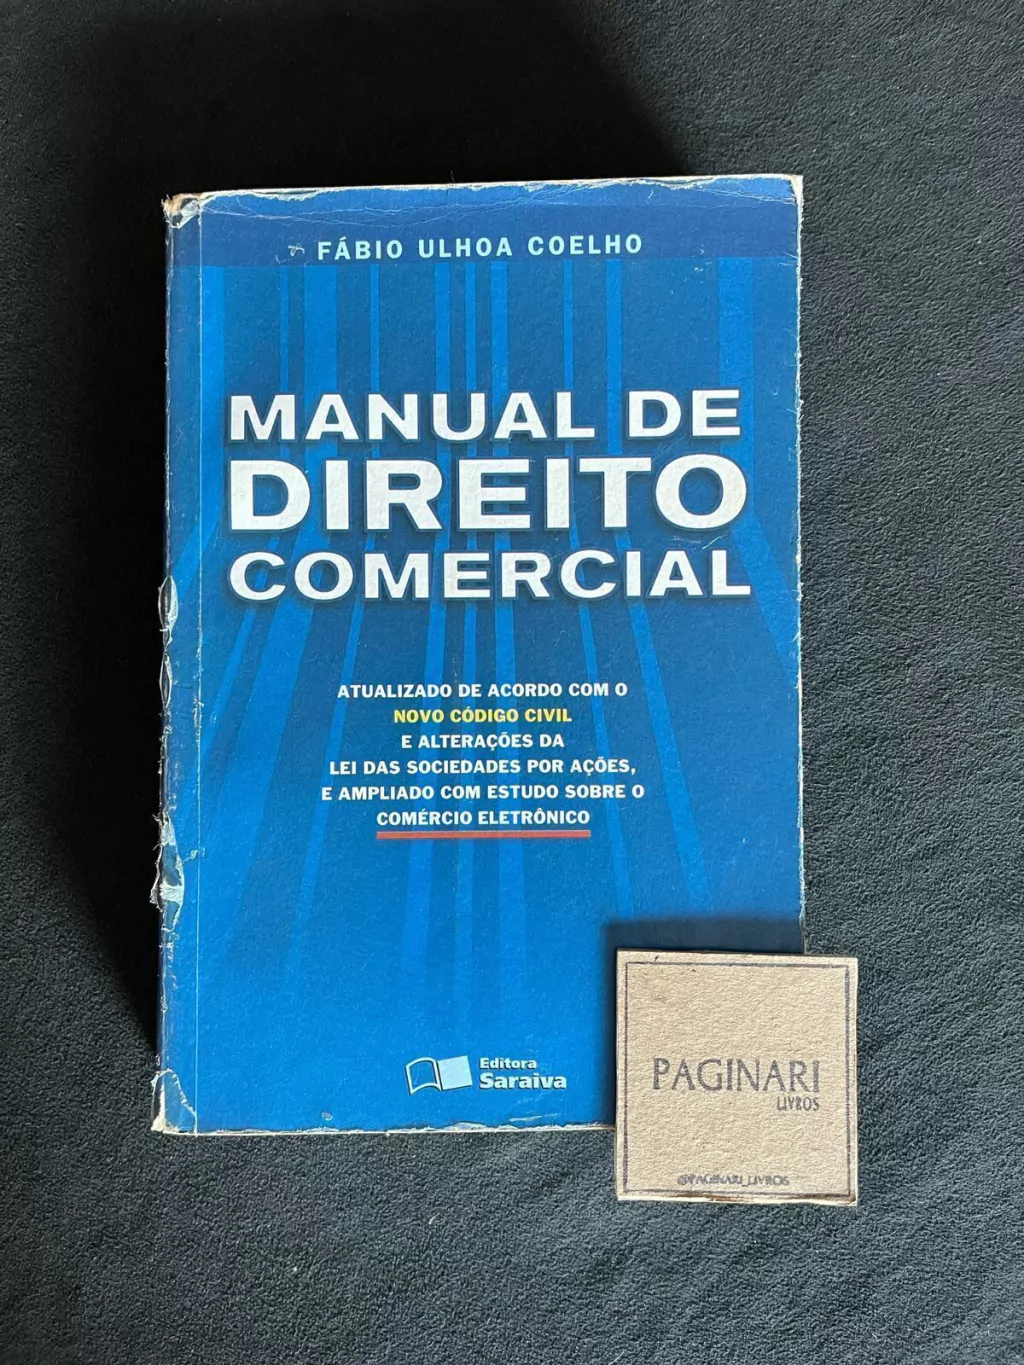 FÁBIO ULHOA COELHO
MANUAL DE
DIREITO
COMERCIAL
ATUALIZADO DE ACORDO COM O
NOVO CÓDIGO CIVIL
E ALTERAÇÕES DA
LEI DAS SOCIEDADES POR AÇÕES,
E AMPLIADO COM ESTUDO SOBRE O
COMÉRCIO ELETRÔNICO
Editora
Saraiva
PAGINARI
LIVROS
@PAGINARI_LIVROS